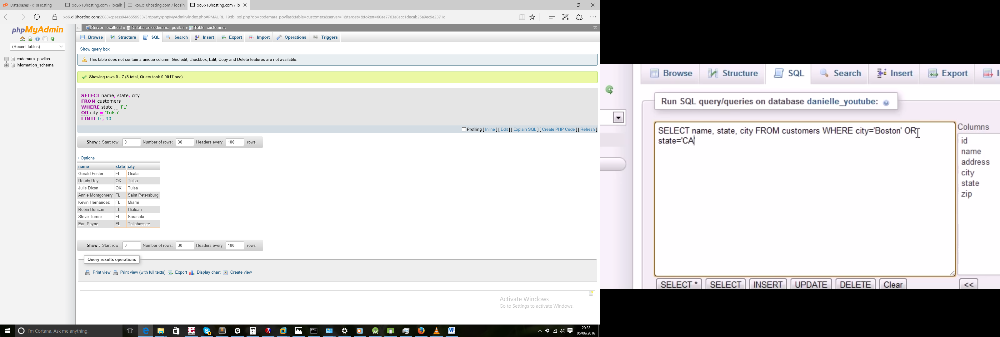 Databases - x10Hosting
xo6.x10hosting.com / localh
xo6.x10hosting.com / localh
xo6.x10hosting.com / lo
xo6.x10hosting.com:2083/cpsess9446659933/3rdparty/phpMyAdmin/index.php#PMAURL-19:tbl_sql.php?db=codemara_povilas&table=customers&server=1&target=&token=60ae7763a8acc1decab25a9ec9e2371c
phpMyAdmin
(Recent tables) ...
codemara_povilas
information_schema
Server: localhost » Database: codemara_povilas » Table: customers
Browse Structure SQL Search Insert Export Import Operations Triggers
Show query box
This table does not contain a unique column. Grid edit, checkbox, Edit, Copy and Delete features are not available.
Showing rows 0 - 7 (8 total, Query took 0.0017 sec)
SELECT name, state, city
FROM customers
WHERE state = 'FL'
OR city = 'Tulsa'
LIMIT 0 , 30
Profiling [ Inline ] [ Edit ] [ Explain SQL ] [ Create PHP Code ] [ Refresh ]
Show : Start row: 0 Number of rows: 30 Headers every 100 rows
+ Options
name state city
Gerald Foster FL Ocala
Randy Ray OK Tulsa
Julie Dixon OK Tulsa
Annie Montgomery FL Saint Petersburg
Kevin Hernandez FL Miami
Robin Duncan FL Hialeah
Steve Turner FL Sarasota
Earl Payne FL Tallahassee
Show : Start row: 0 Number of rows: 30 Headers every 100 rows
Query results operations
Print view Print view (with full texts) Export Display chart Create view
Activate Windows
Go to Settings to activate Windows.
I'm Cortana. Ask me anything.
20:33
05/06/2016
Browse Structure SQL Search Insert Export
Run SQL query/queries on database danielle_youtube:
SELECT name, state, city FROM customers WHERE city='Boston' OR
state='CA
Columns
id
name
address
city
state
zip
SELECT * SELECT INSERT UPDATE DELETE Clear <<